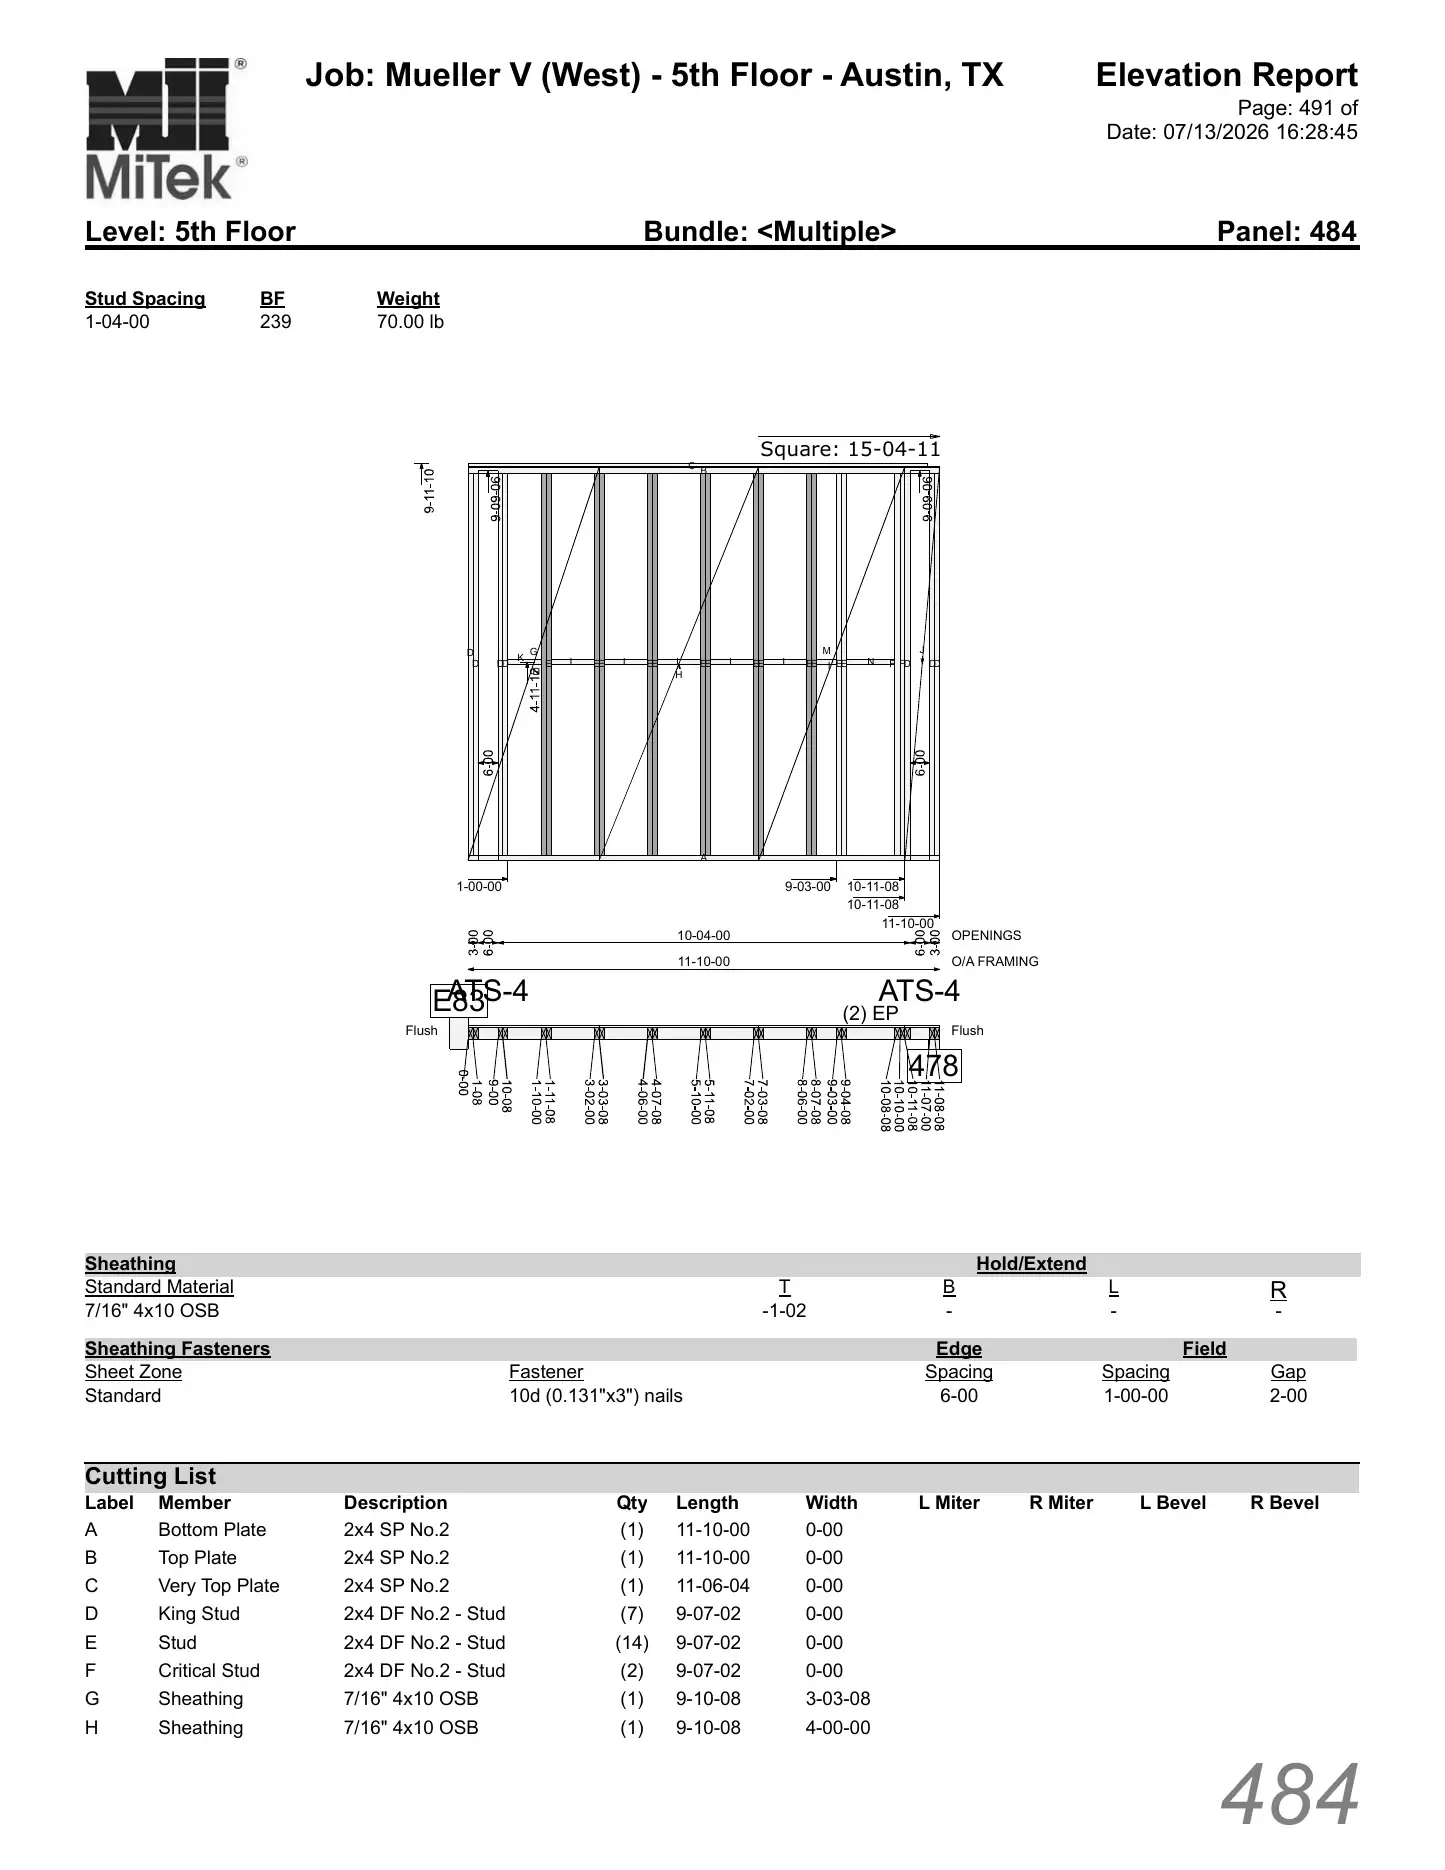 Job: Mueller V (West) - 5th Floor - Austin, TX
Elevation Report
Page: 491 of
Date: 07/13/2026 16:28:45
MiTek®
Level: 5th Floor Bundle: <Multiple> Panel: 484
Stud Spacing BF Weight
1-04-00 239 70.00 lb
Square: 15-04-11
9-11-10
9-09-06
9-09-06
C
B
D
D
K
G
I
I
I
H
I
I
M
I
N
F
D
J
4-11-12
6-00
6-00
A
1-00-00
9-03-00
10-11-08
10-11-08
11-10-00
3-00 6-00 10-04-00 6-00 3-00 OPENINGS
11-10-00 O/A FRAMING
E83
ATS-4
ATS-4
(2) EP
Flush
Flush
478
0-00 1-08 9-00 10-08 1-10-00 1-11-08 3-02-00 3-03-08 4-06-00 4-07-08 5-10-00 5-11-08 7-02-00 7-03-08 8-06-00 8-07-08 9-03-00 9-04-08 10-08-08 10-10-00 10-11-08 11-07-00 11-08-08
Sheathing Hold/Extend
Standard Material T B L R
7/16" 4x10 OSB -1-02 - - -
Sheathing Fasteners Edge Field
Sheet Zone Fastener Spacing Spacing Gap
Standard 10d (0.131"x3") nails 6-00 1-00-00 2-00
Cutting List
Label Member Description Qty Length Width L Miter R Miter L Bevel R Bevel
A Bottom Plate 2x4 SP No.2 (1) 11-10-00 0-00
B Top Plate 2x4 SP No.2 (1) 11-10-00 0-00
C Very Top Plate 2x4 SP No.2 (1) 11-06-04 0-00
D King Stud 2x4 DF No.2 - Stud (7) 9-07-02 0-00
E Stud 2x4 DF No.2 - Stud (14) 9-07-02 0-00
F Critical Stud 2x4 DF No.2 - Stud (2) 9-07-02 0-00
G Sheathing 7/16" 4x10 OSB (1) 9-10-08 3-03-08
H Sheathing 7/16" 4x10 OSB (1) 9-10-08 4-00-00
484